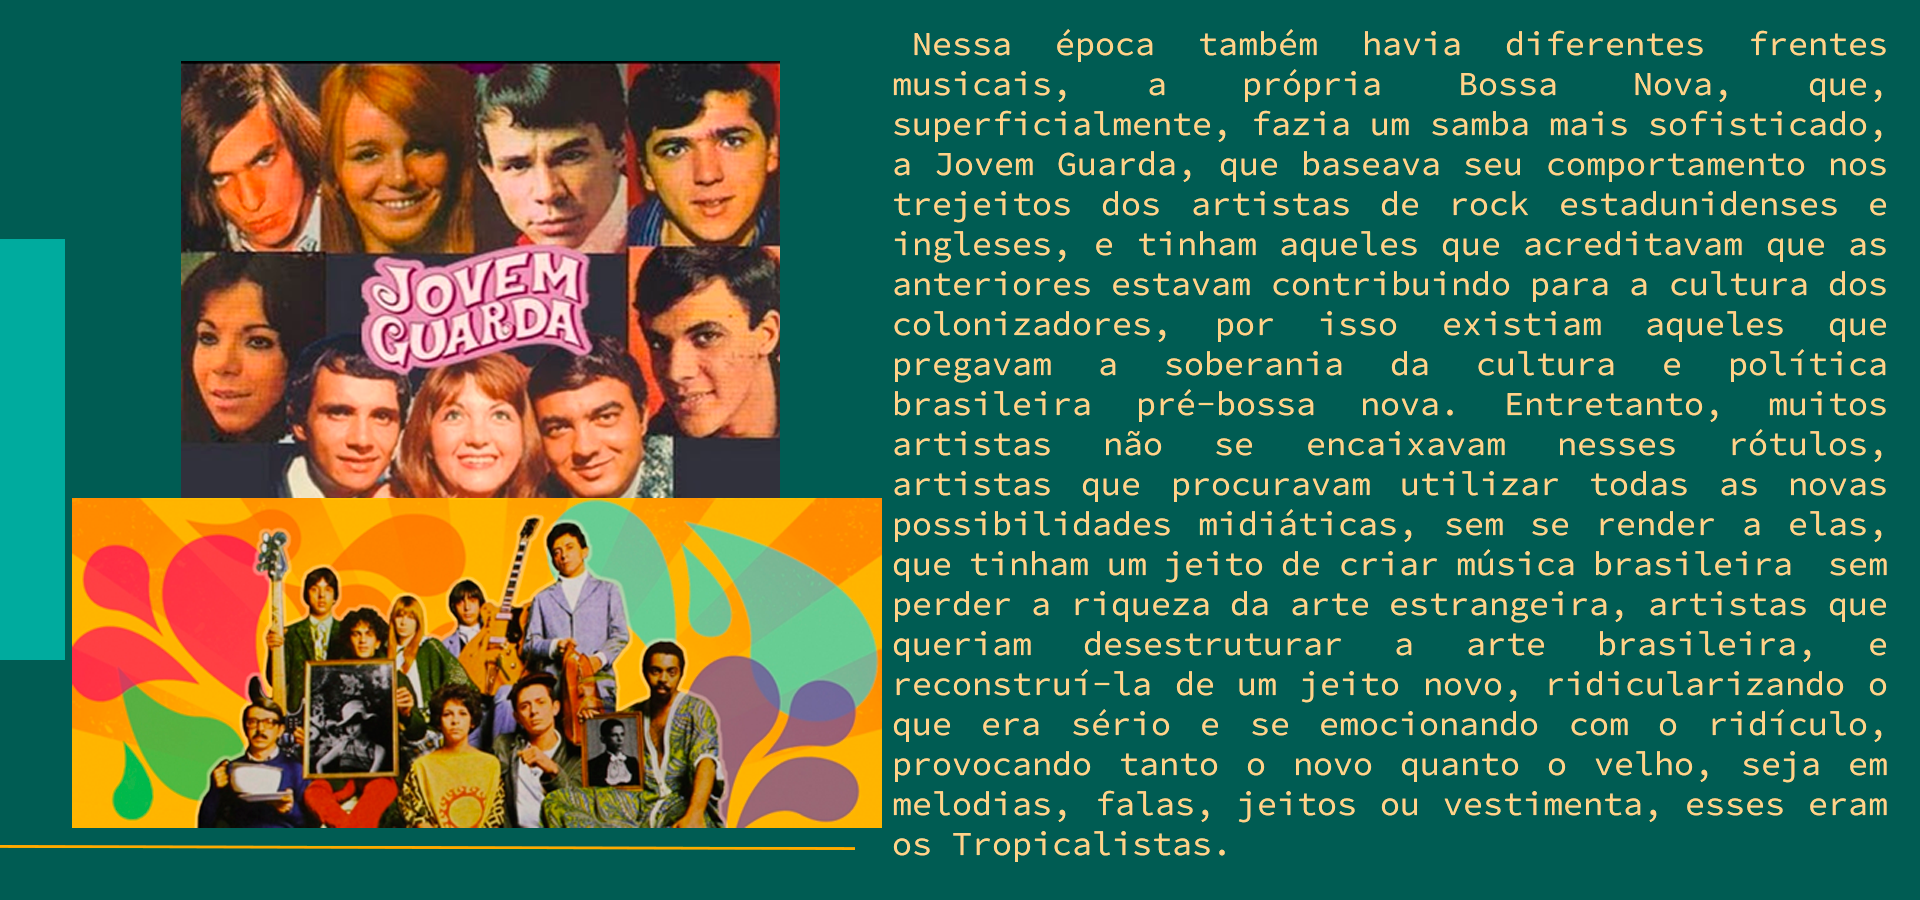 JOVEM
GUARDA
Nessa época também havia diferentes frentes
musicais, a própria Bossa Nova, que,
superficialmente, fazia um samba mais sofisticado,
a Jovem Guarda, que baseava seu comportamento nos
trejeitos dos artistas de rock estadunidenses e
ingleses, e tinham aqueles que acreditavam que as
anteriores estavam contribuindo para a cultura dos
colonizadores, por isso existiam aqueles que
pregavam a soberania da cultura e política
brasileira pré-bossa nova. Entretanto, muitos
artistas não se encaixavam nesses rótulos,
artistas que procuravam utilizar todas as novas
possibilidades midiáticas, sem se render a elas,
que tinham um jeito de criar música brasileira sem
perder a riqueza da arte estrangeira, artistas que
queriam desestruturar a arte brasileira, e
reconstruí-la de um jeito novo, ridicularizando o
que era sério e se emocionando com o ridículo,
provocando tanto o novo quanto o velho, seja em
melodias, falas, jeitos ou vestimenta, esses eram
os Tropicalistas.